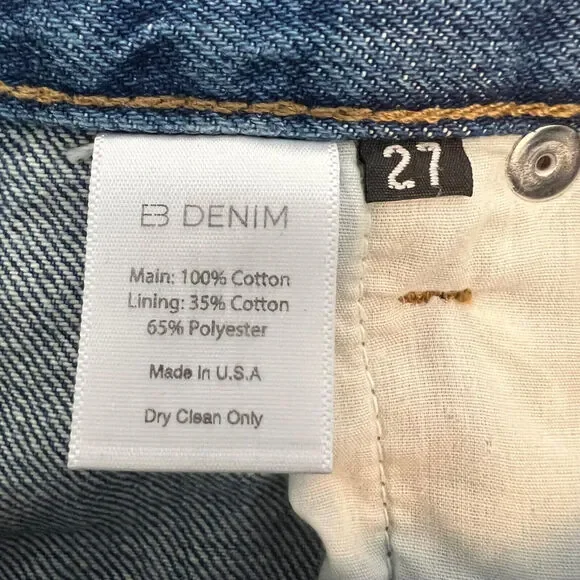 EB DENIM
Main: 100% Cotton
Lining: 35% Cotton
65% Polyester
Made In U.S.A
Dry Clean Only
27